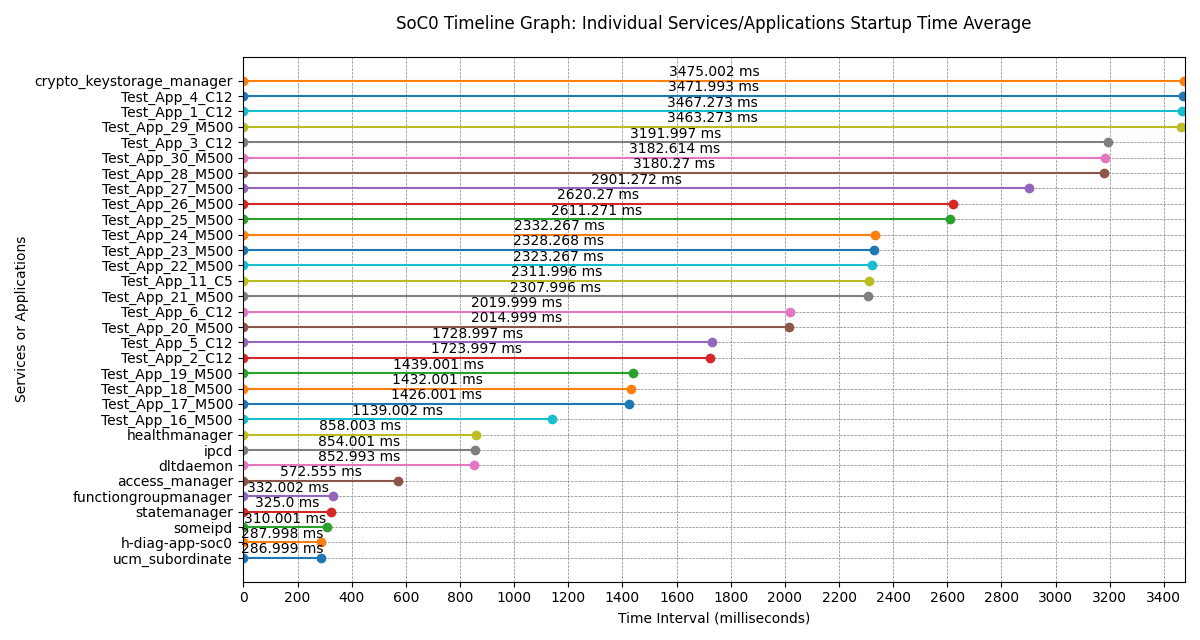 SoC0 Timeline Graph: Individual Services/Applications Startup Time Average
Services or Applications
crypto_keystorage_manager 3475.002 ms
Test_App_4_C12 3471.993 ms
Test_App_1_C12 3467.273 ms
Test_App_29_M500 3463.273 ms
Test_App_3_C12 3191.997 ms
Test_App_30_M500 3182.614 ms
Test_App_28_M500 3180.27 ms
Test_App_27_M500 2901.272 ms
Test_App_26_M500 2620.27 ms
Test_App_25_M500 2611.271 ms
Test_App_24_M500 2332.267 ms
Test_App_23_M500 2328.268 ms
Test_App_22_M500 2323.267 ms
Test_App_11_C5 2311.996 ms
Test_App_21_M500 2307.996 ms
Test_App_6_C12 2019.999 ms
Test_App_20_M500 2014.999 ms
Test_App_5_C12 1728.997 ms
Test_App_2_C12 1723.997 ms
Test_App_19_M500 1439.001 ms
Test_App_18_M500 1432.001 ms
Test_App_17_M500 1426.001 ms
Test_App_16_M500 1139.002 ms
healthmanager 858.003 ms
ipcd 854.001 ms
dltdaemon 852.993 ms
access_manager 572.555 ms
functiongroupmanager 332.002 ms
statemanager 325.0 ms
someipd 310.001 ms
h-diag-app-soc0 287.998 ms
ucm_subordinate 286.999 ms
0 200 400 600 800 1000 1200 1400 1600 1800 2000 2200 2400 2600 2800 3000 3200 3400
Time Interval (milliseconds)